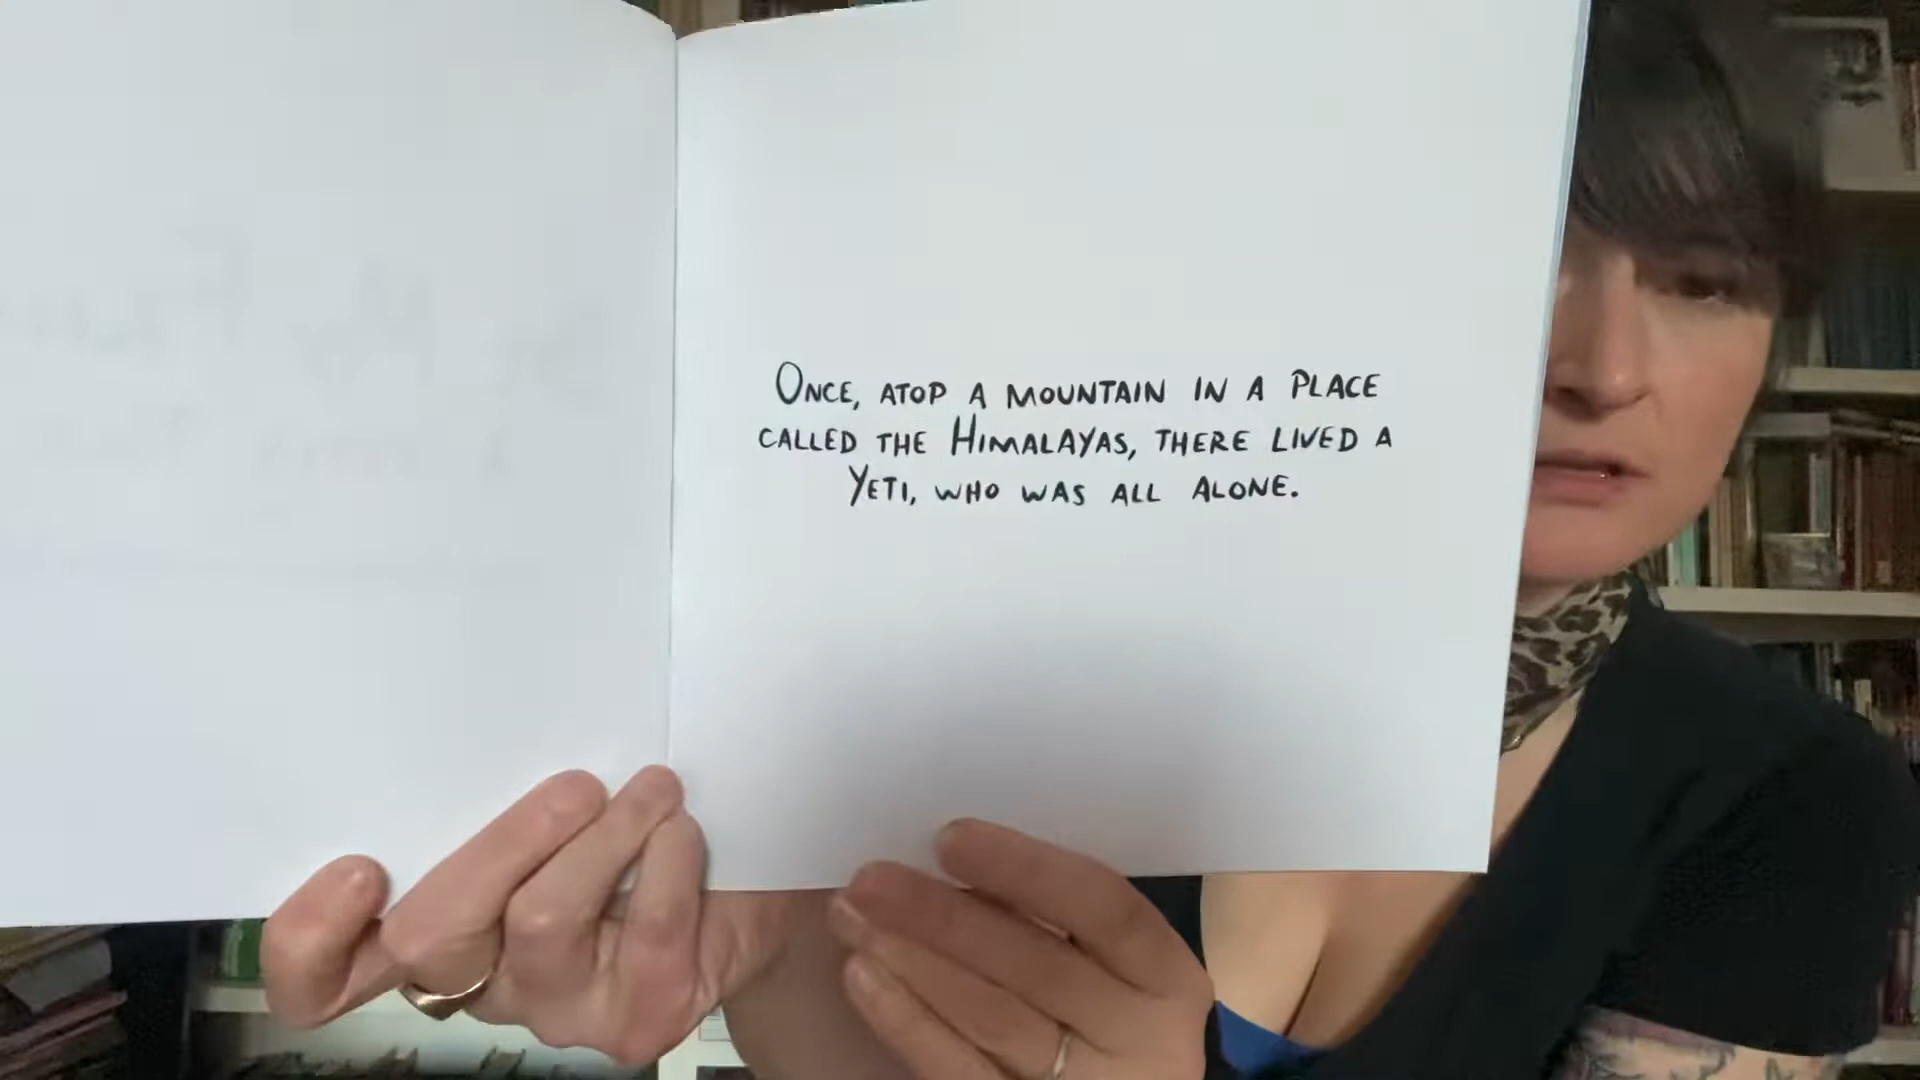 Once, atop a mountain in a place
called the Himalayas, there lived a
Yeti, who was all alone.